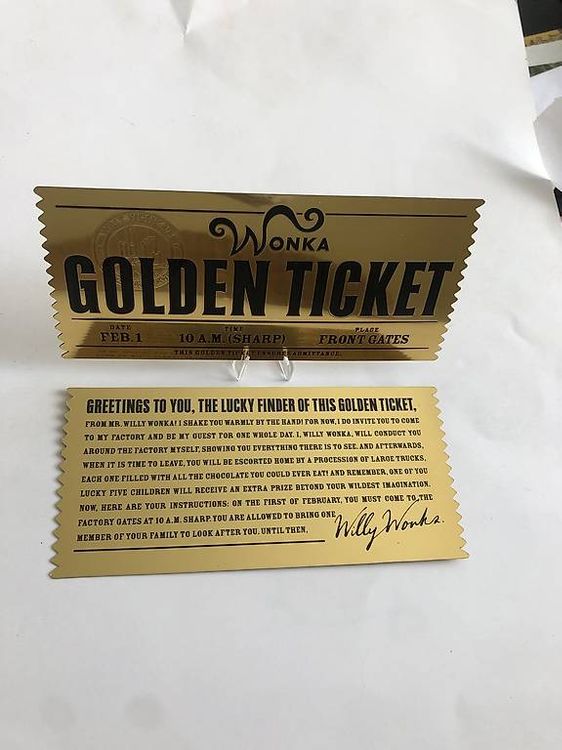 WONKA
GOLDEN TICKET
DATE TIME PLACE
FEB.1 10 A.M. (SHARP) FRONT GATES
THIS GOLDEN TICKET ENSURES ADMITTANCE.
GREETINGS TO YOU, THE LUCKY FINDER OF THIS GOLDEN TICKET,
FROM MR. WILLY WONKA! I SHAKE YOU WARMLY BY THE HAND! FOR NOW, I DO INVITE YOU TO COME
TO MY FACTORY AND BE MY GUEST FOR ONE WHOLE DAY. I, WILLY WONKA, WILL CONDUCT YOU
AROUND THE FACTORY MYSELF, SHOWING YOU EVERYTHING THERE IS TO SEE. AND AFTERWARDS,
WHEN IT IS TIME TO LEAVE, YOU WILL BE ESCORTED HOME BY A PROCESSION OF LARGE TRUCKS,
EACH ONE FILLED WITH ALL THE CHOCOLATE YOU COULD EVER EAT! AND REMEMBER, ONE OF YOU
LUCKY FIVE CHILDREN WILL RECEIVE AN EXTRA PRIZE BEYOND YOUR WILDEST IMAGINATION.
NOW, HERE ARE YOUR INSTRUCTIONS: ON THE FIRST OF FEBRUARY, YOU MUST COME TO THE
FACTORY GATES AT 10 A.M. SHARP. YOU ARE ALLOWED TO BRING ONE
MEMBER OF YOUR FAMILY TO LOOK AFTER YOU. UNTIL THEN,
Willy Wonka.